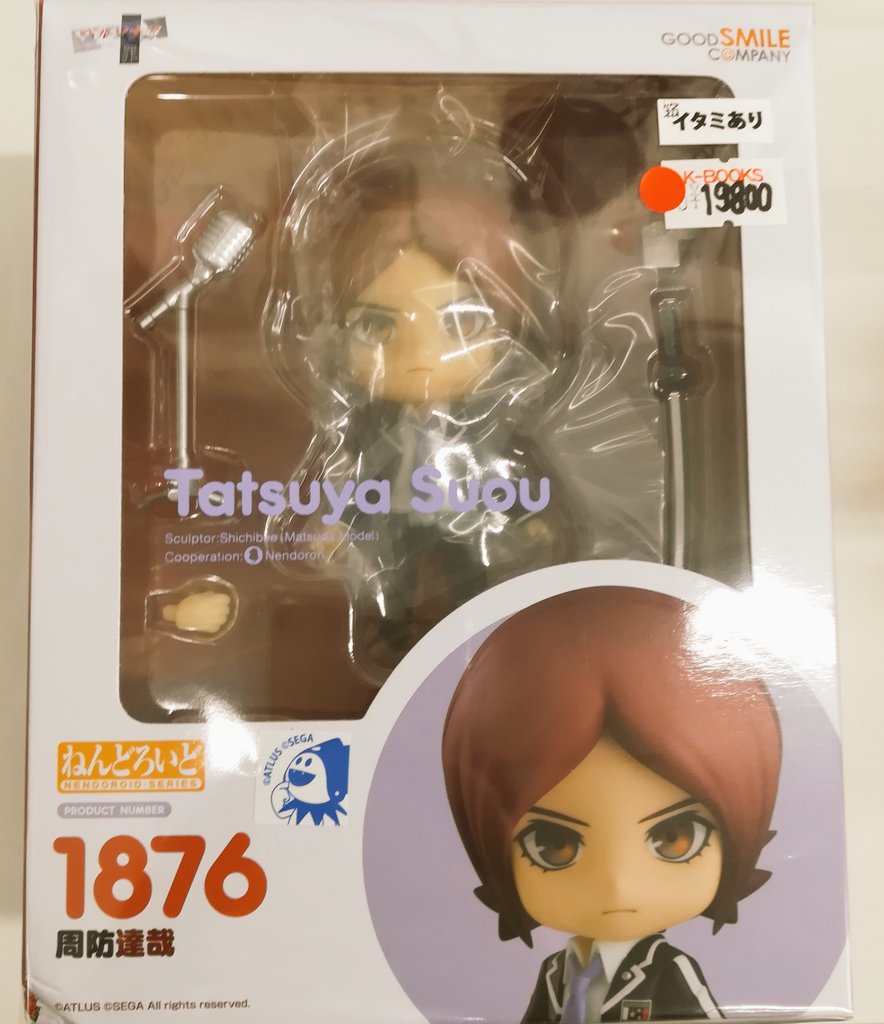 GOOD SMILE
COMPANY
イタミあり
K-BOOKS
19800
Tatsuya Suou
Sculptor:Shichibee (Matsuda Model)
Cooperation: Nendoron
ねんどろいど
NENDOROID·SERIES
©ATLUS ©SEGA
PRODUCT NUMBER
1876
周防達哉
©ATLUS ©SEGA All rights reserved.